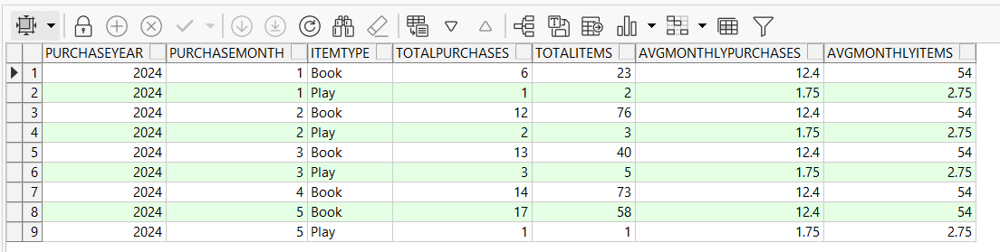 PURCHASEYEAR PURCHASEMONTH ITEMTYPE TOTALPURCHASES TOTALITEMS AVGMONTHLYPURCHASES AVGMONTHLYITEMS
1 2024 1 Book 6 23 12.4 54
2 2024 1 Play 1 2 1.75 2.75
3 2024 2 Book 12 76 12.4 54
4 2024 2 Play 2 3 1.75 2.75
5 2024 3 Book 13 40 12.4 54
6 2024 3 Play 3 5 1.75 2.75
7 2024 4 Book 14 73 12.4 54
8 2024 5 Book 17 58 12.4 54
9 2024 5 Play 1 1 1.75 2.75